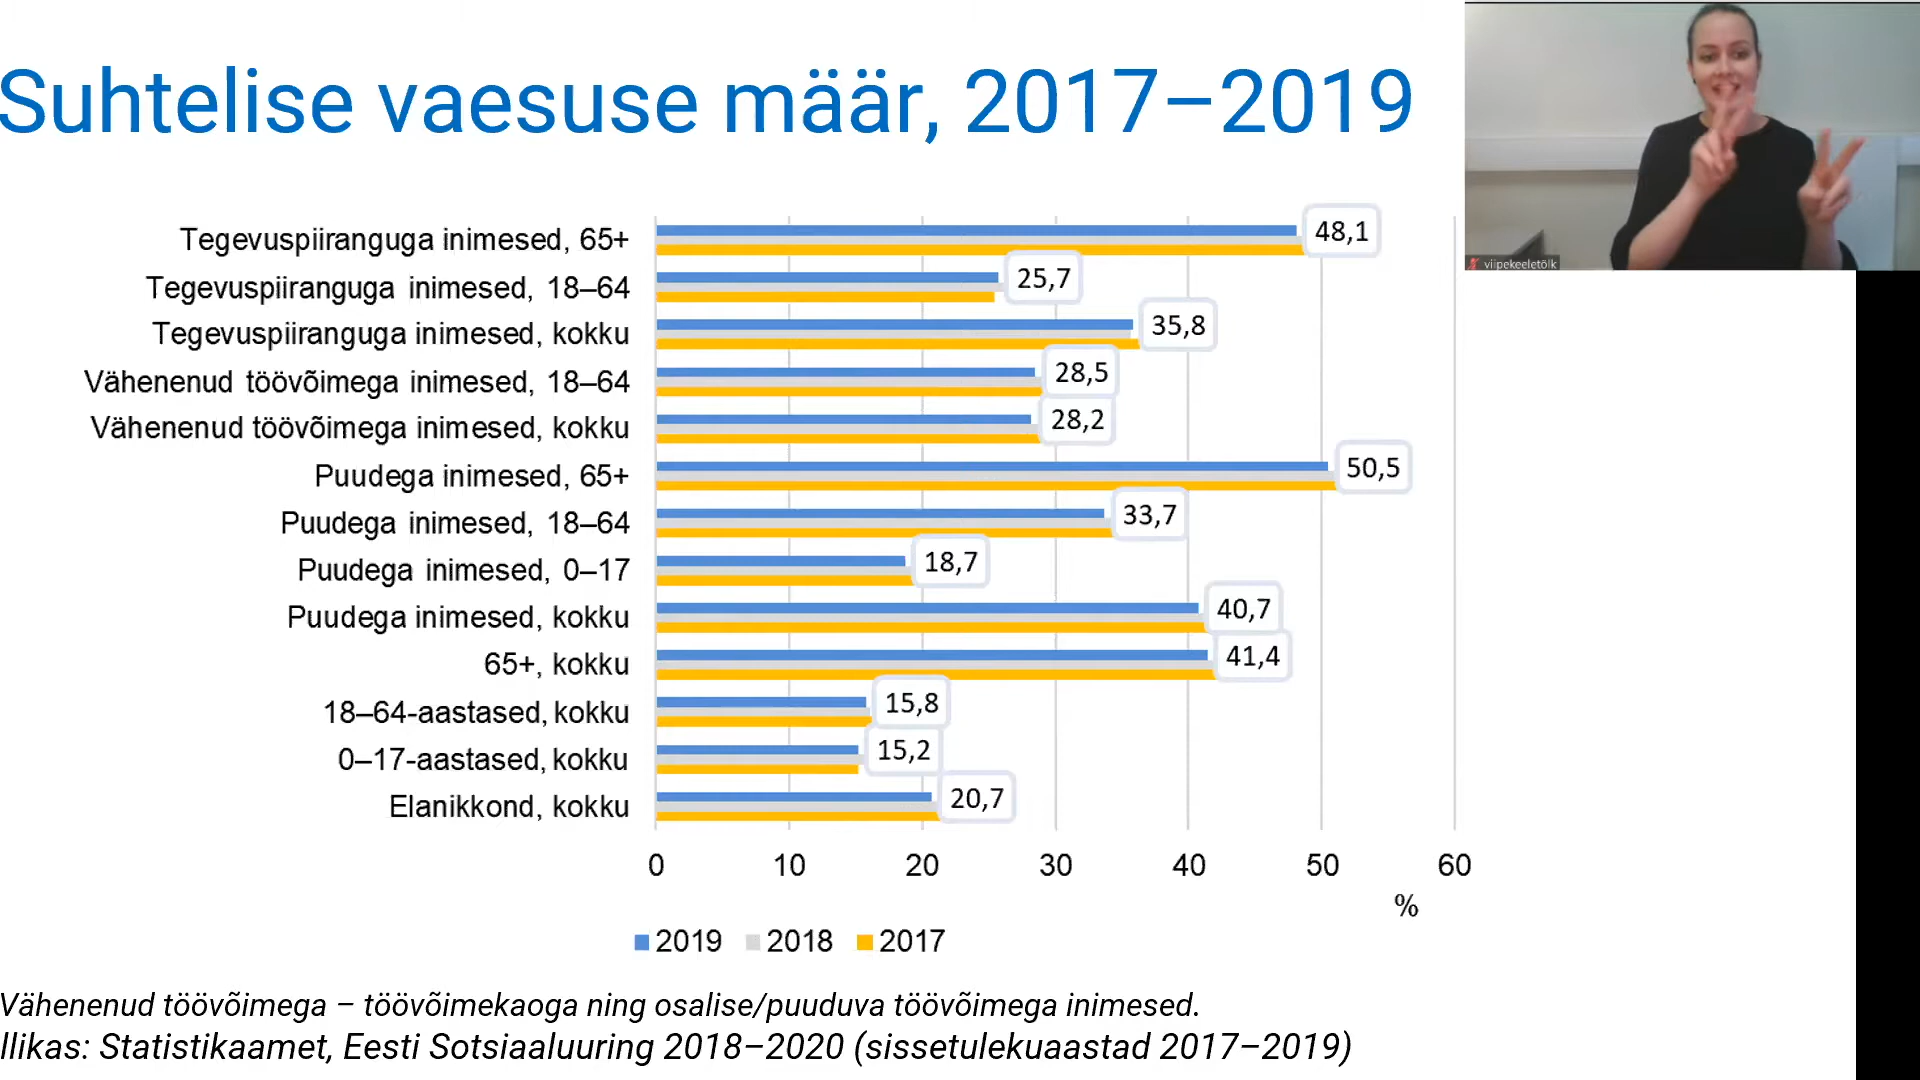 Suhtelise vaesuse määr, 2017–2019
viipekeeletõlk
Tegevuspiiranguga inimesed, 65+
48,1
Tegevuspiiranguga inimesed, 18–64
25,7
Tegevuspiiranguga inimesed, kokku
35,8
Vähenenud töövõimega inimesed, 18–64
28,5
Vähenenud töövõimega inimesed, kokku
28,2
Puudega inimesed, 65+
50,5
Puudega inimesed, 18–64
33,7
Puudega inimesed, 0–17
18,7
Puudega inimesed, kokku
40,7
65+, kokku
41,4
18–64-aastased, kokku
15,8
0–17-aastased, kokku
15,2
Elanikkond, kokku
20,7
0 10 20 30 40 50 60
%
2019 2018 2017
Vähenenud töövõimega – töövõimekaoga ning osalise/puuduva töövõimega inimesed.
llikas: Statistikaamet, Eesti Sotsiaaluuring 2018–2020 (sissetulekuaastad 2017–2019)